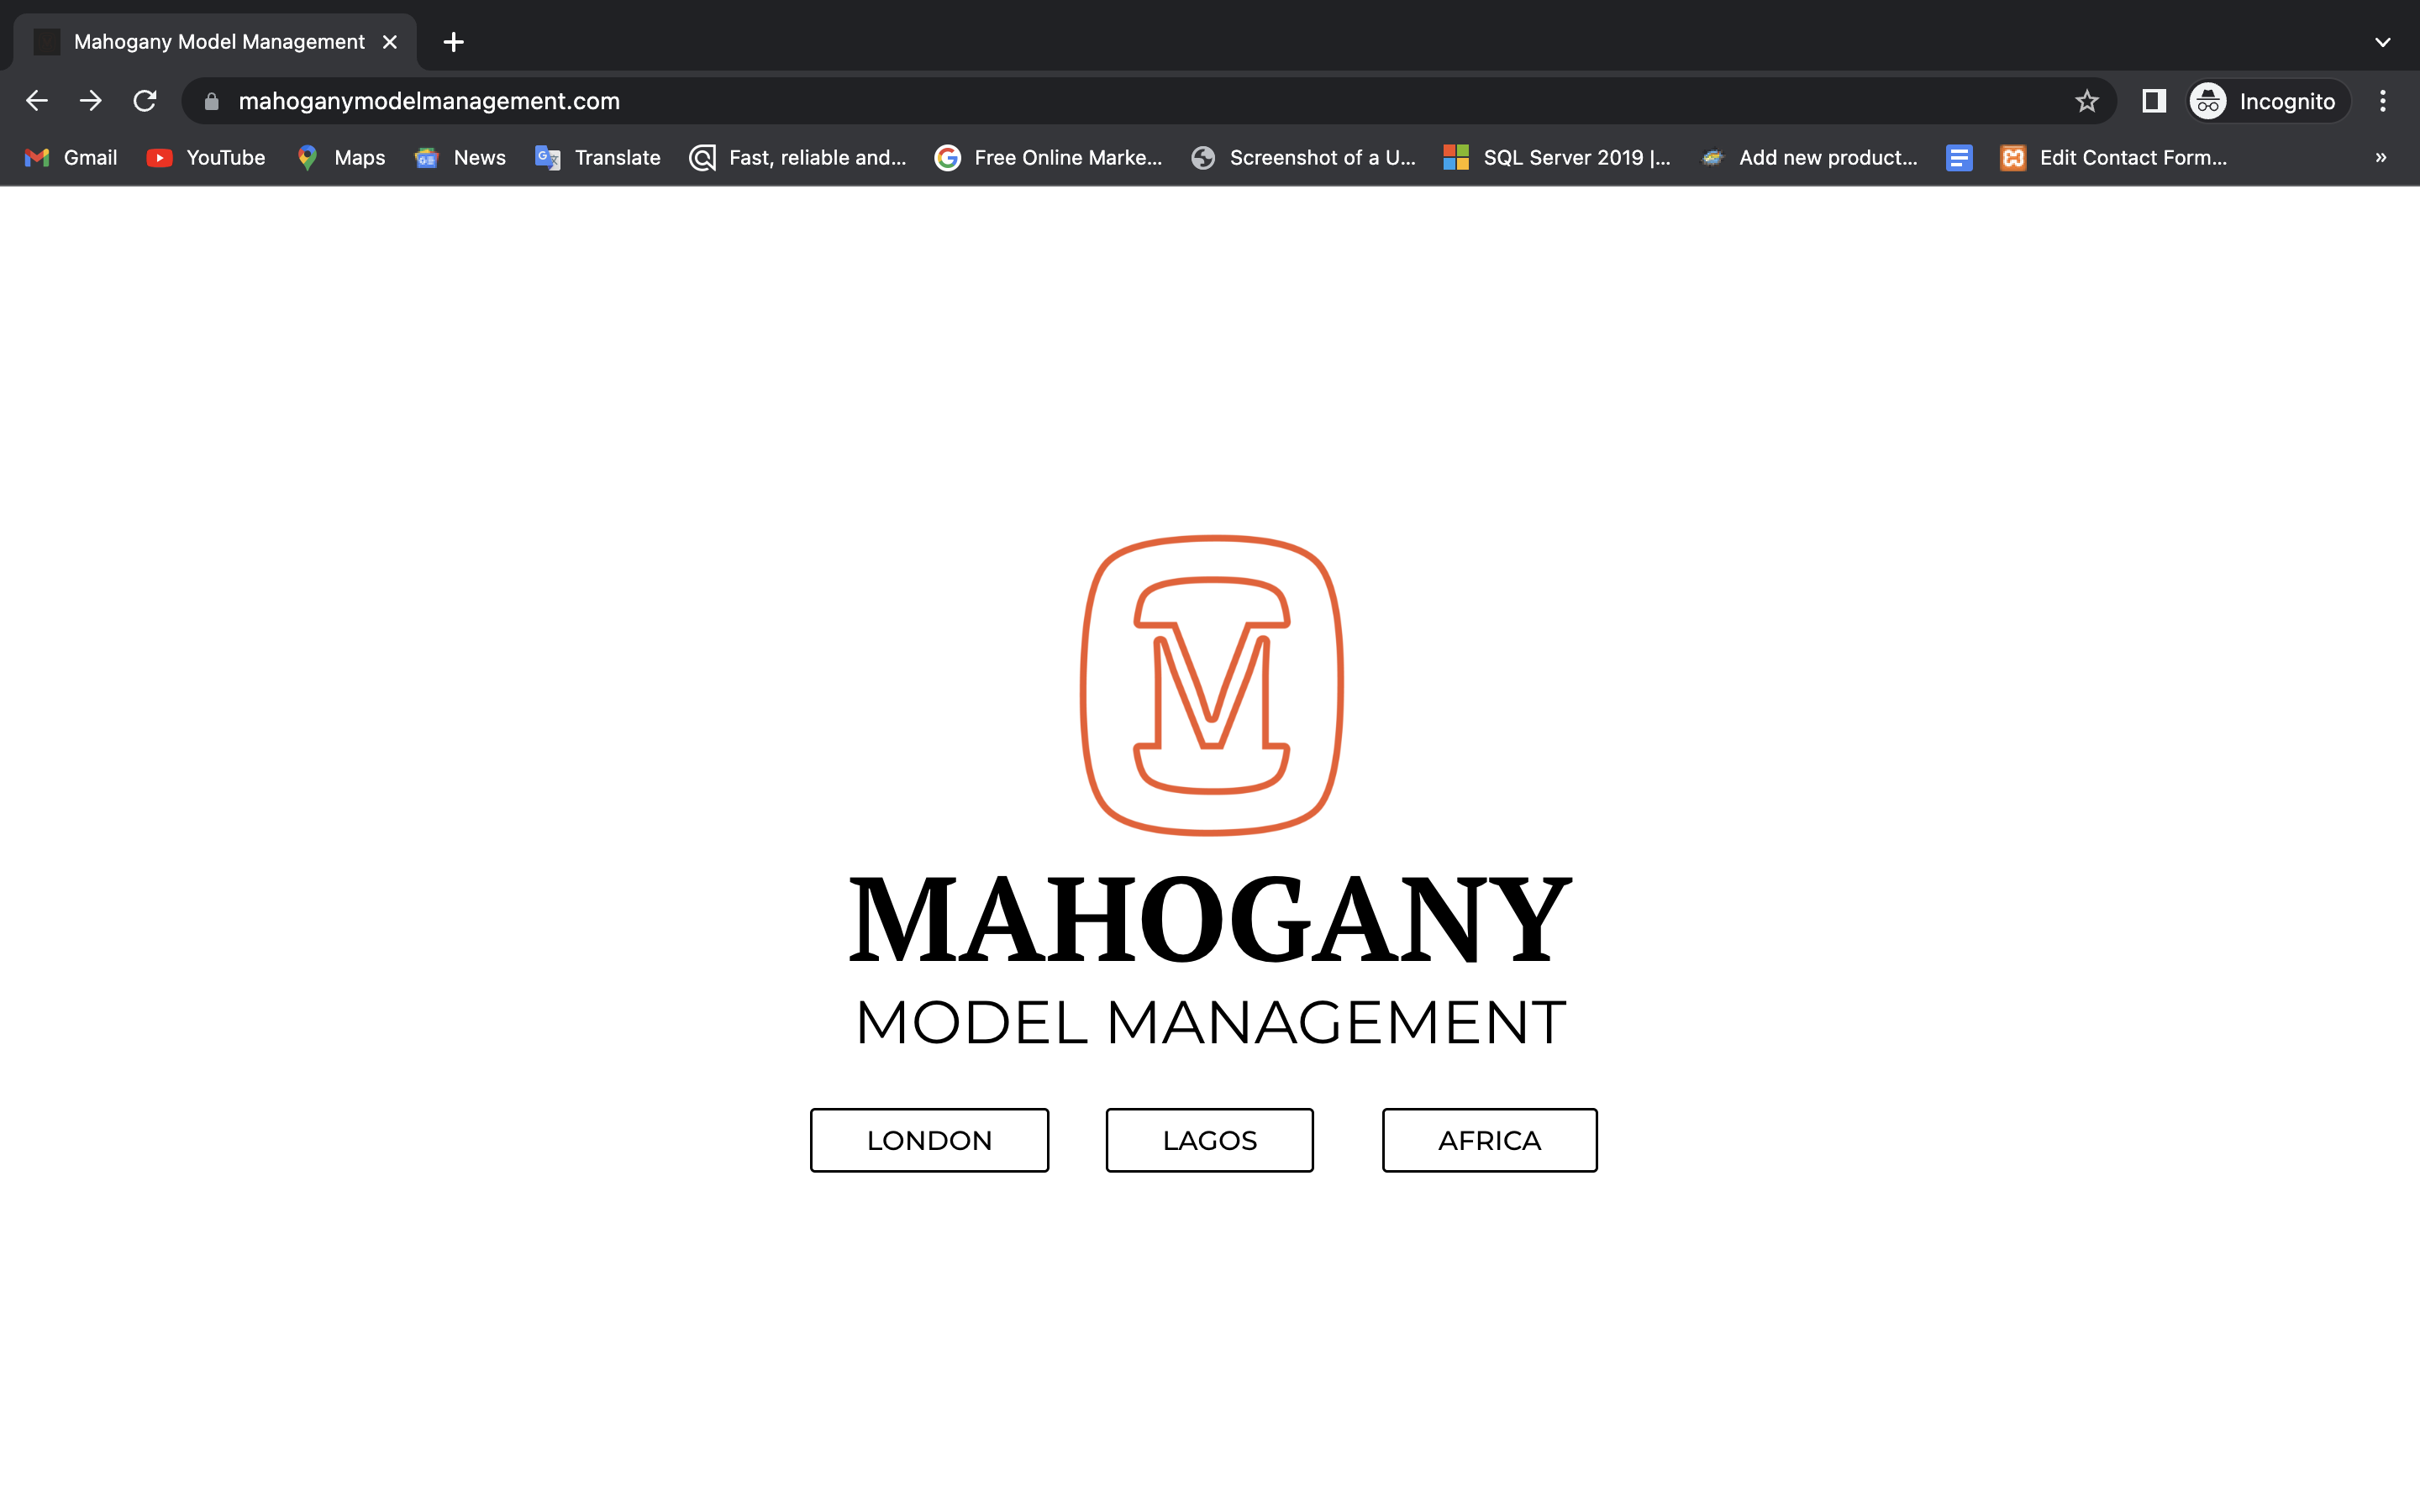 Mahogany Model Management
mahoganymodelmanagement.com
Incognito
Gmail YouTube Maps News Translate Fast, reliable and... Free Online Marke... Screenshot of a U... SQL Server 2019 |... Add new product... Edit Contact Form... »
M
MAHOGANY
MODEL MANAGEMENT
LONDON LAGOS AFRICA